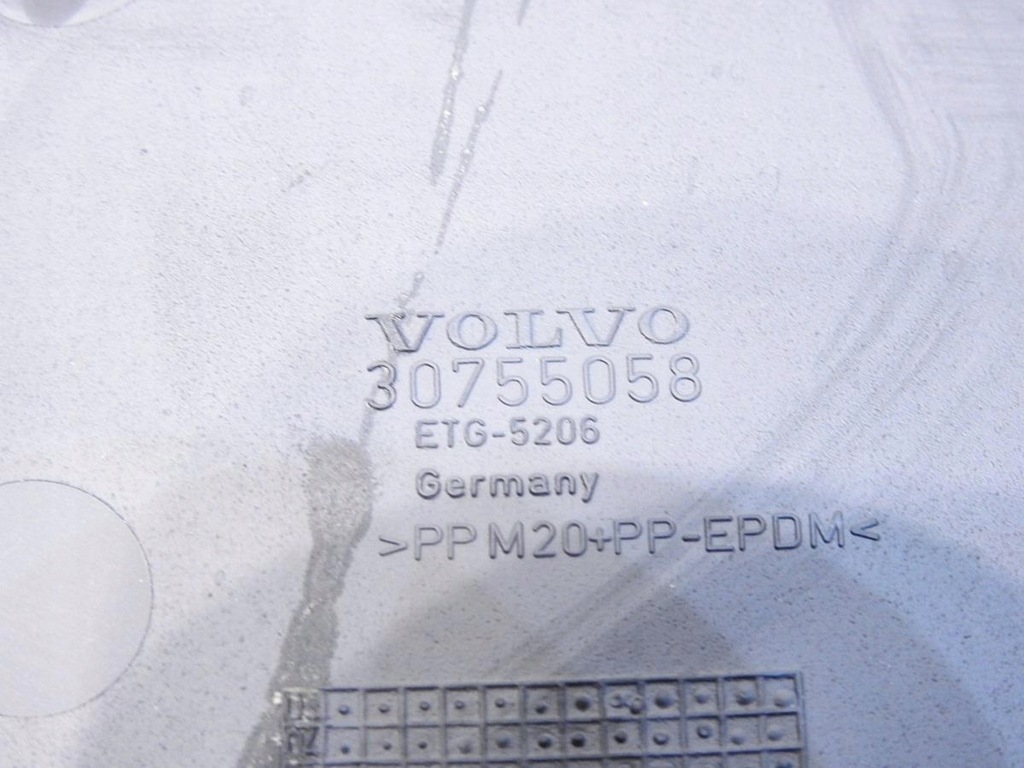 VOLVO
30755058
ETG-5206
Germany
>PP M20+PP-EPDM<